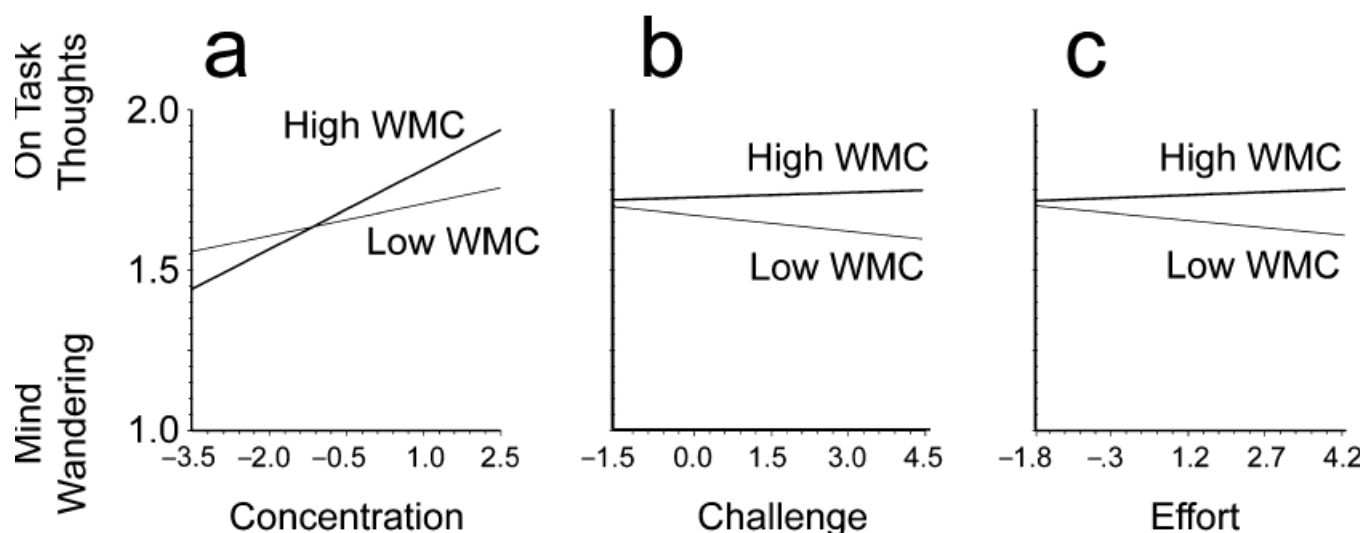 a
b
c
On Task
Thoughts
Mind
Wandering
2.0
1.5
1.0
High WMC
Low WMC
–3.5 –2.0 –0.5 1.0 2.5
Concentration
High WMC
Low WMC
–1.5 0.0 1.5 3.0 4.5
Challenge
High WMC
Low WMC
–1.8 –.3 1.2 2.7 4.2
Effort